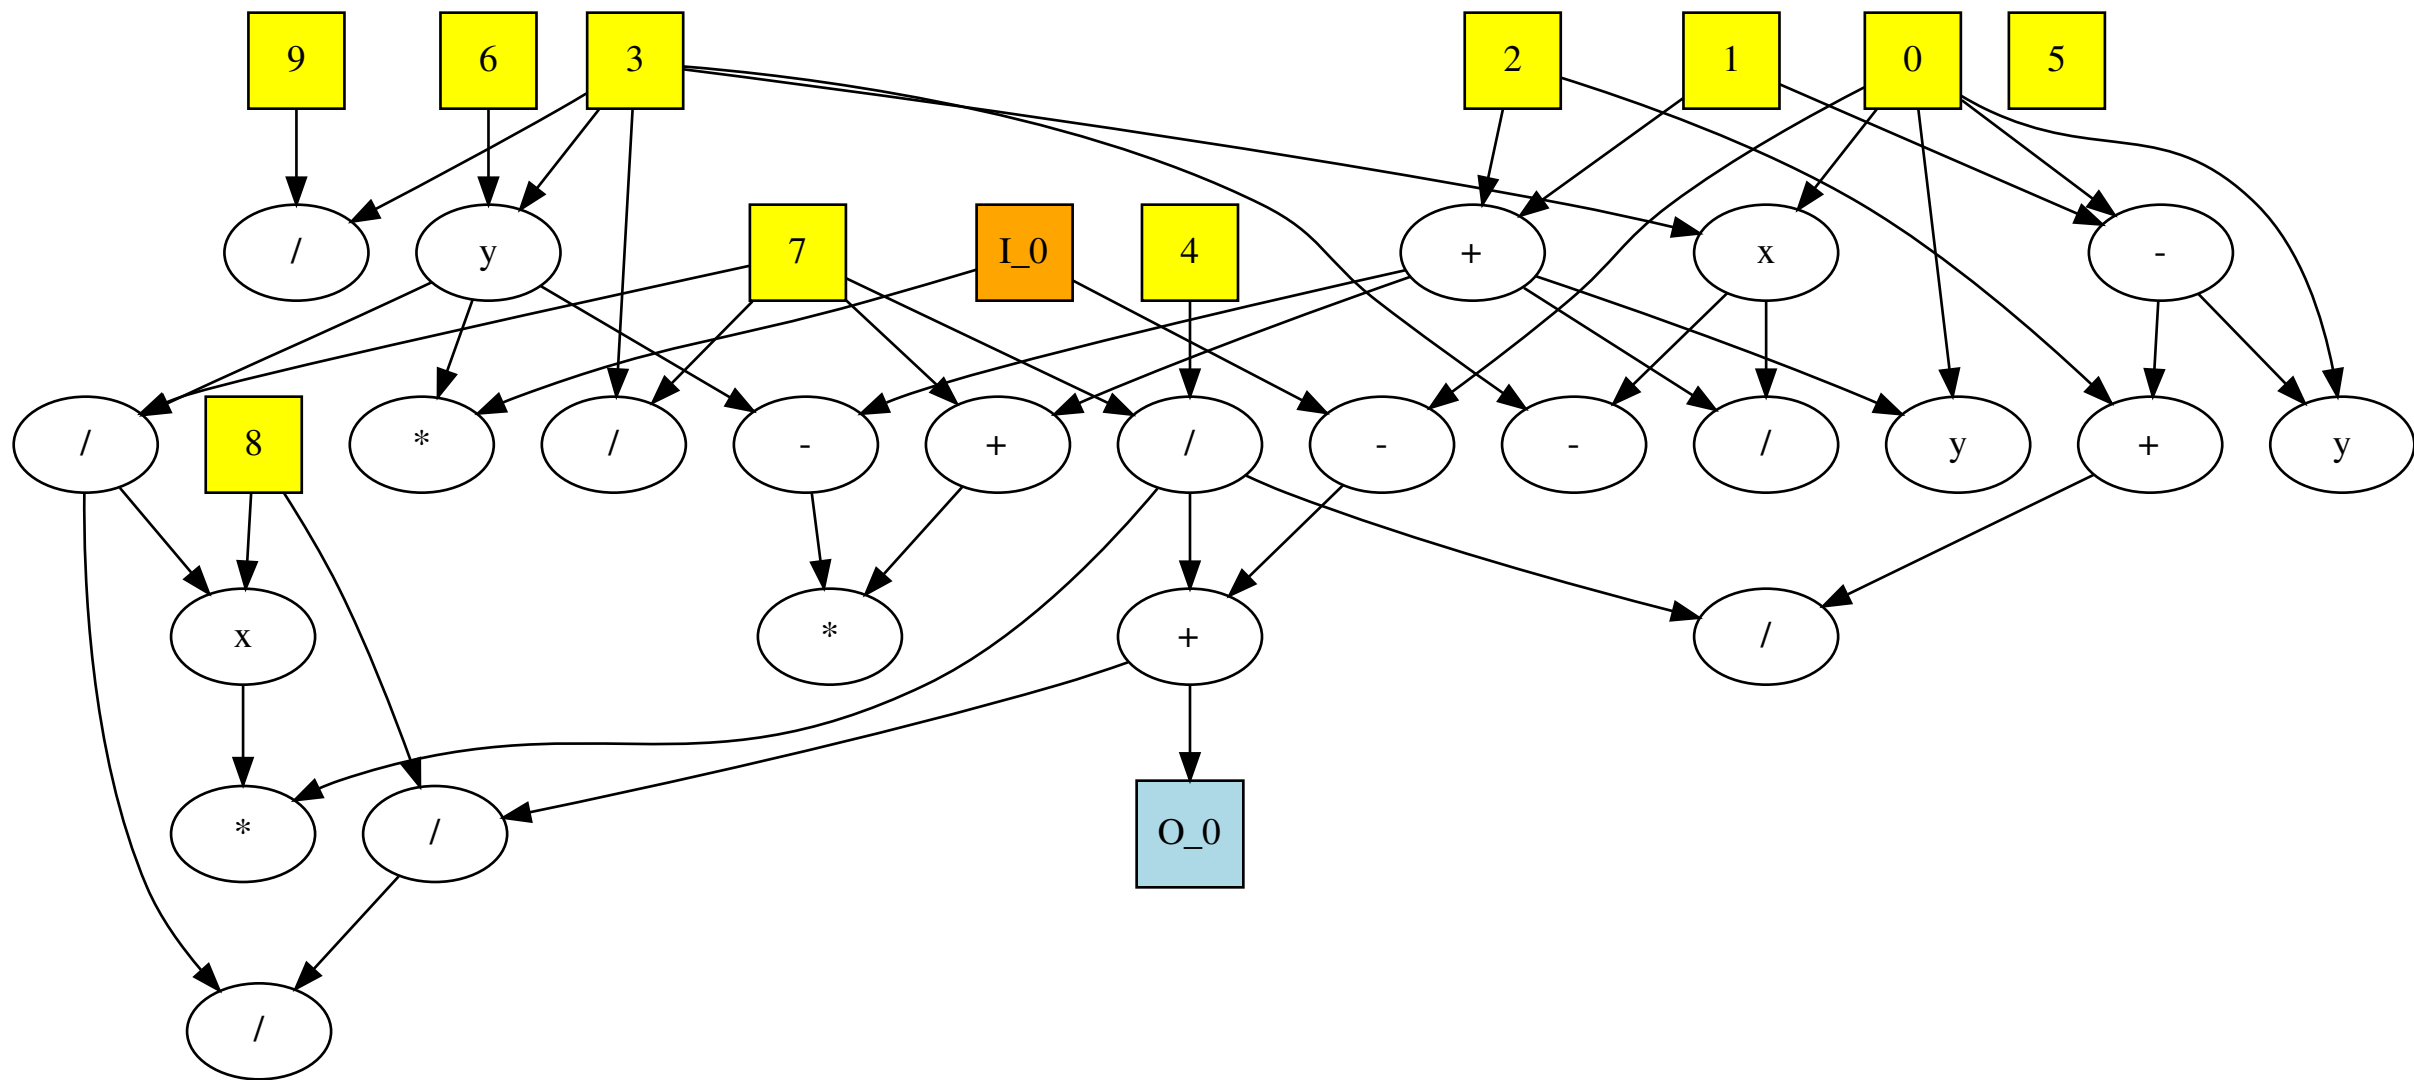 9 6 3 2 1 0 5
/ y 7 I_0 4 + x -
/ 8 * / - + / - - / y + y
x * + /
* / O_0
/